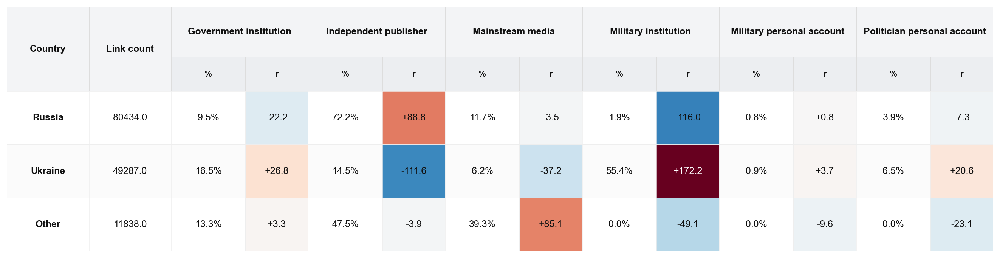 Country Link count Government institution Independent publisher Mainstream media Military institution Military personal account Politician personal account
% r % r % r % r % r % r
Russia 80434.0 9.5% -22.2 72.2% +88.8 11.7% -3.5 1.9% -116.0 0.8% +0.8 3.9% -7.3
Ukraine 49287.0 16.5% +26.8 14.5% -111.6 6.2% -37.2 55.4% +172.2 0.9% +3.7 6.5% +20.6
Other 11838.0 13.3% +3.3 47.5% -3.9 39.3% +85.1 0.0% -49.1 0.0% -9.6 0.0% -23.1